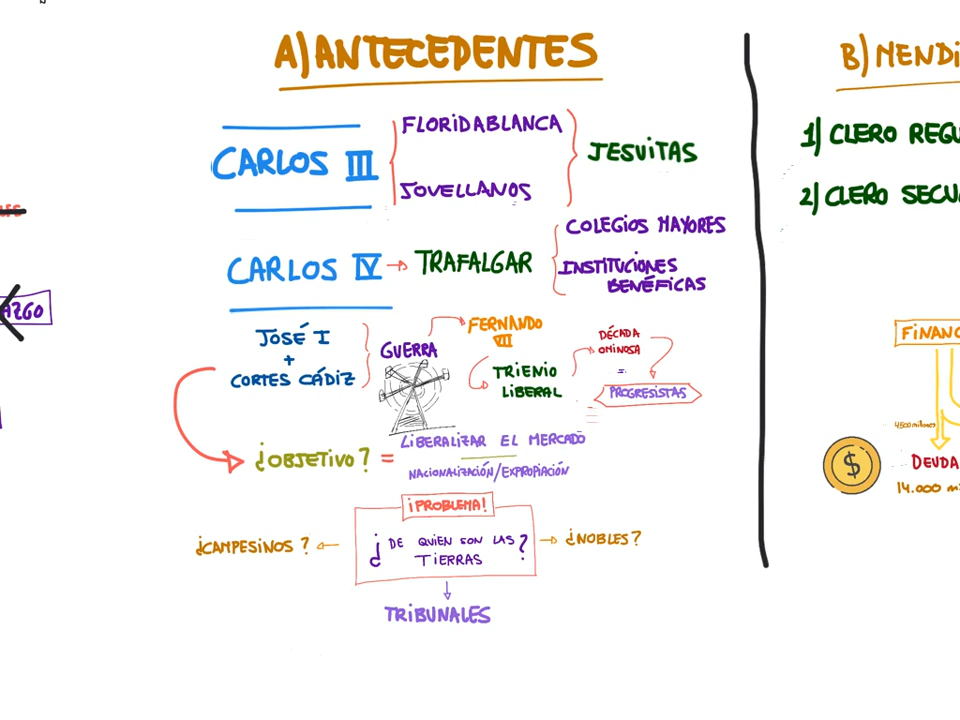 A) ANTECEDENTES
CARLOS III
FLORIDABLANCA
JOVELLANOS
JESUITAS
CARLOS IV → TRAFALGAR
COLEGIOS MAYORES
INSTITUCIONES
BENÉFICAS
JOSÉ I
+
CORTES CÁDIZ
GUERRA
FERNANDO
VII
TRIENIO
LIBERAL
DÉCADA
OMINOSA
=
PROGRESISTAS
¿OBJETIVO? =
LIBERALIZAR EL MERCADO
NACIONALIZACIÓN/EXPROPIACIÓN
¡PROBLEMA!
¿DE QUIEN SON LAS
TIERRAS?
¿CAMPESINOS?
¿NOBLES?
TRIBUNALES
B) MENDI
1) CLERO REGU
2) CLERO SECU
FINANC
4500 millones
$
DEUDA
14.000 m
AZGO